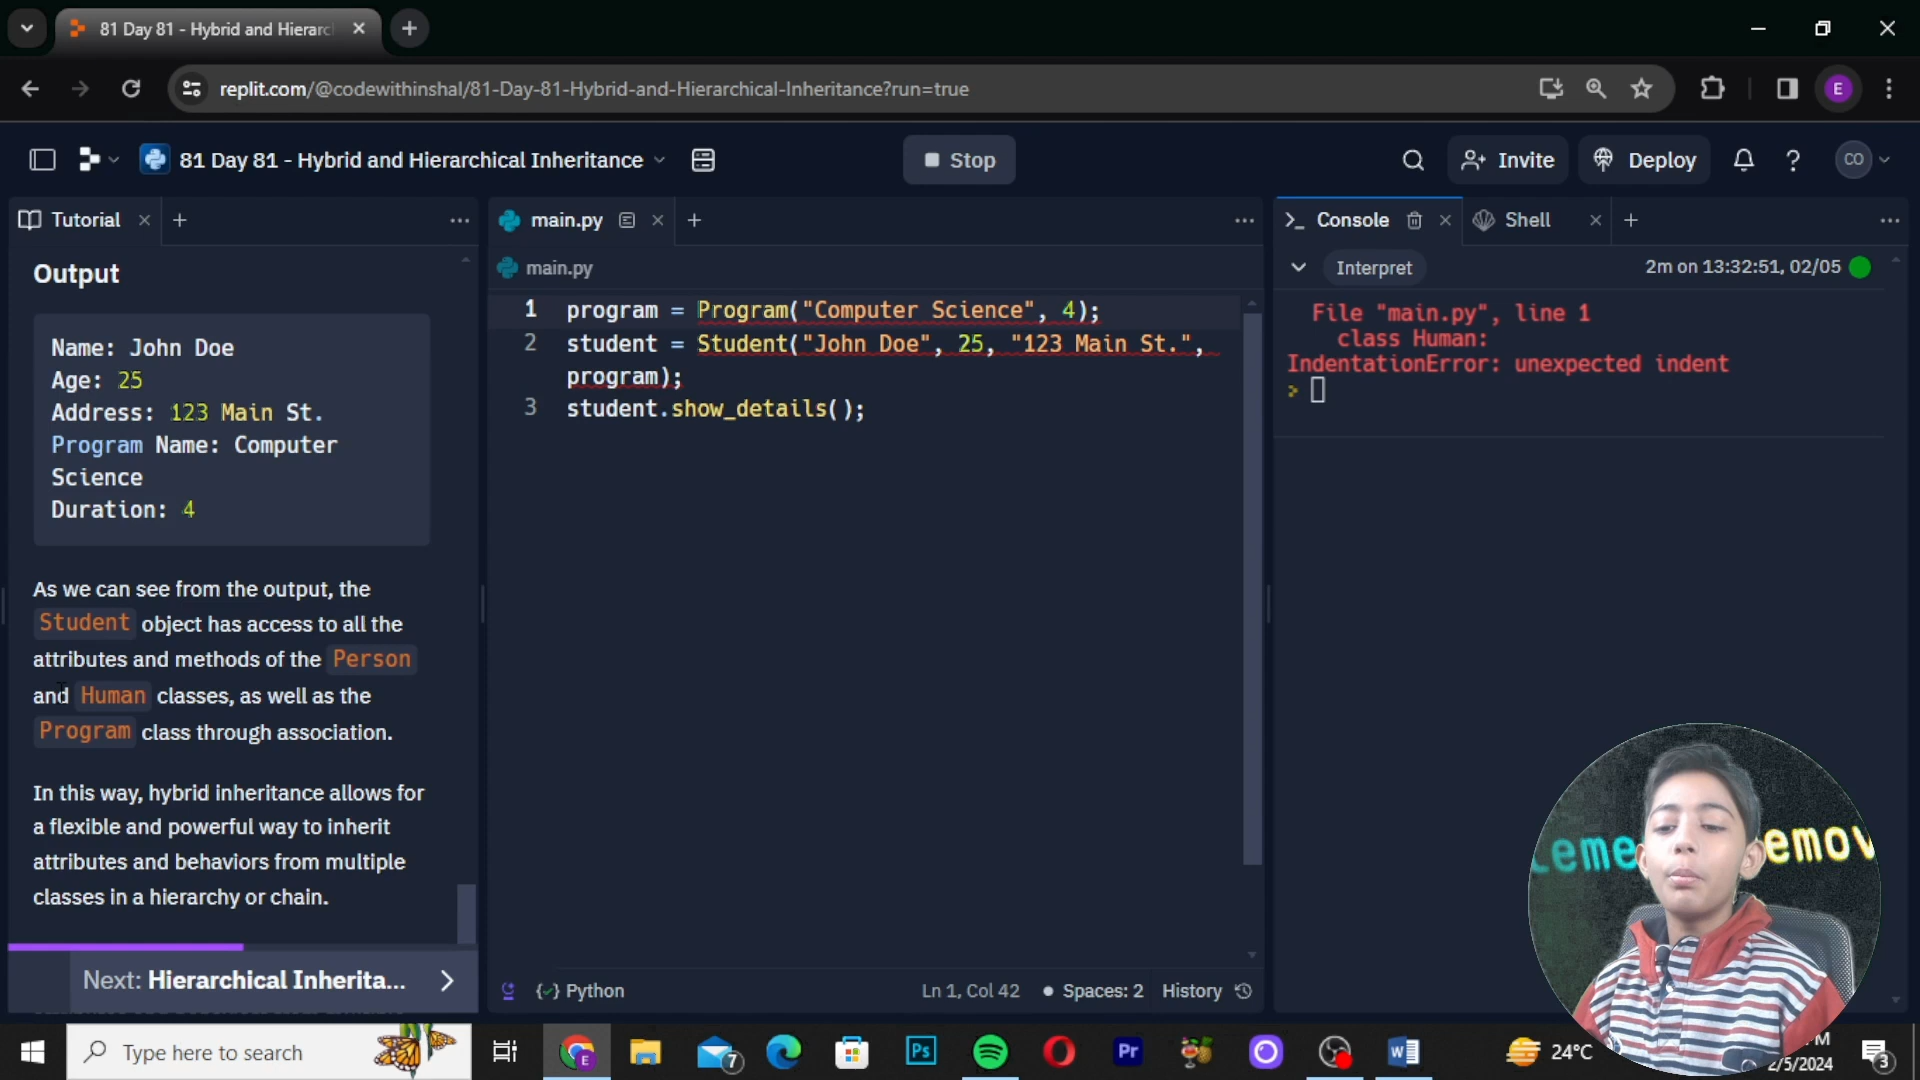 81 Day 81 - Hybrid and Hierarc
replit.com/@codewithinshal/81-Day-81-Hybrid-and-Hierarchical-Inheritance?run=true
E
81 Day 81 - Hybrid and Hierarchical Inheritance
Stop
Invite
Deploy
?
CO
Tutorial
main.py
Console
Shell
Output
Name: John Doe
Age: 25
Address: 123 Main St.
Program Name: Computer
Science
Duration: 4
As we can see from the output, the
Student object has access to all the
attributes and methods of the Person
and Human classes, as well as the
Program class through association.
In this way, hybrid inheritance allows for
a flexible and powerful way to inherit
attributes and behaviors from multiple
classes in a hierarchy or chain.
Next: Hierarchical Inherita...
main.py
1 program = Program("Computer Science", 4);
2 student = Student("John Doe", 25, "123 Main St.",
program);
3 student.show_details();
{} Python
Ln 1, Col 42
Spaces: 2
History
Interpret
2m on 13:32:51, 02/05
File "main.py", line 1
class Human:
IndentationError: unexpected indent
>
leme
emov
Type here to search
E
7
Ps
Pr
24°C
2/5/2024
3